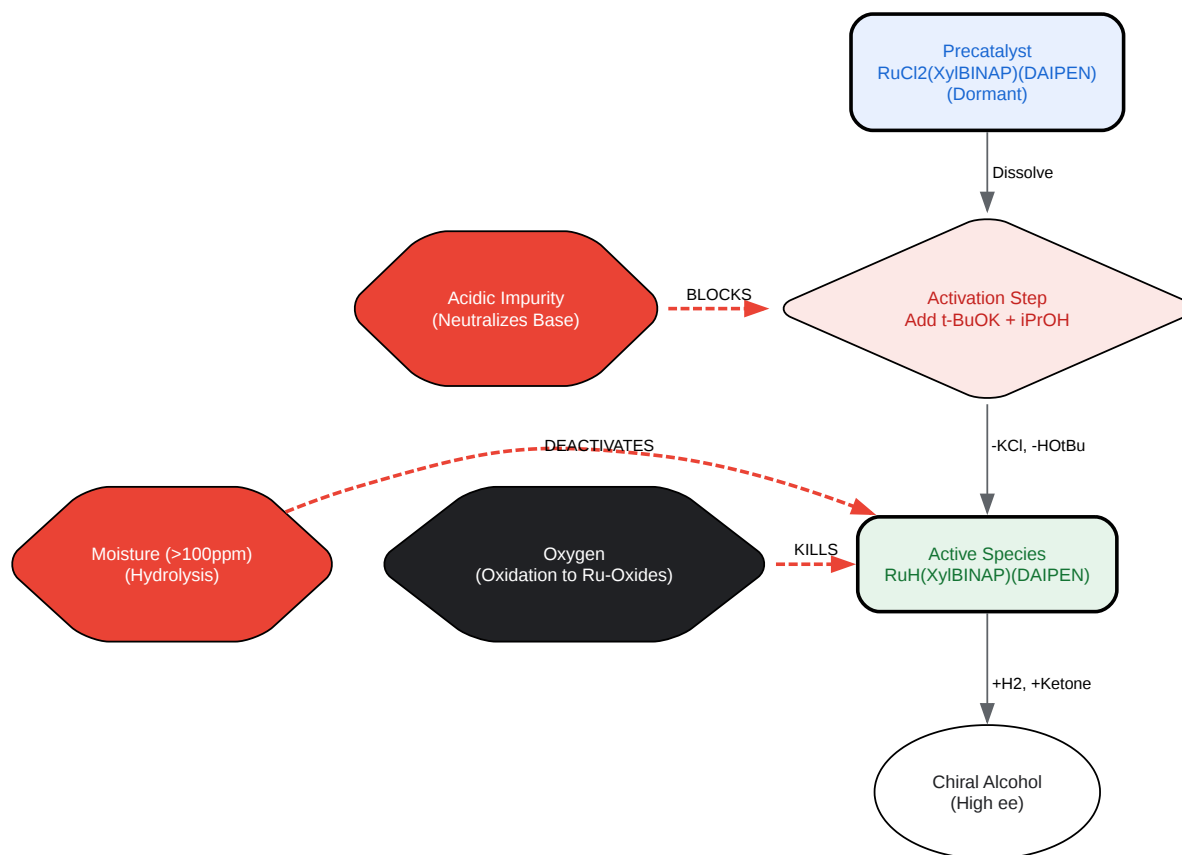 Precatalyst
RuCl2(XylBINAP)(DAIPEN)
(Dormant)
Dissolve
Acidic Impurity
(Neutralizes Base)
BLOCKS
Activation Step
Add t-BuOK + iPrOH
-KCl, -HOtBu
DEACTIVATES
Moisture (>100ppm)
(Hydrolysis)
Oxygen
(Oxidation to Ru-Oxides)
KILLS
Active Species
RuH(XylBINAP)(DAIPEN)
+H2, +Ketone
Chiral Alcohol
(High ee)